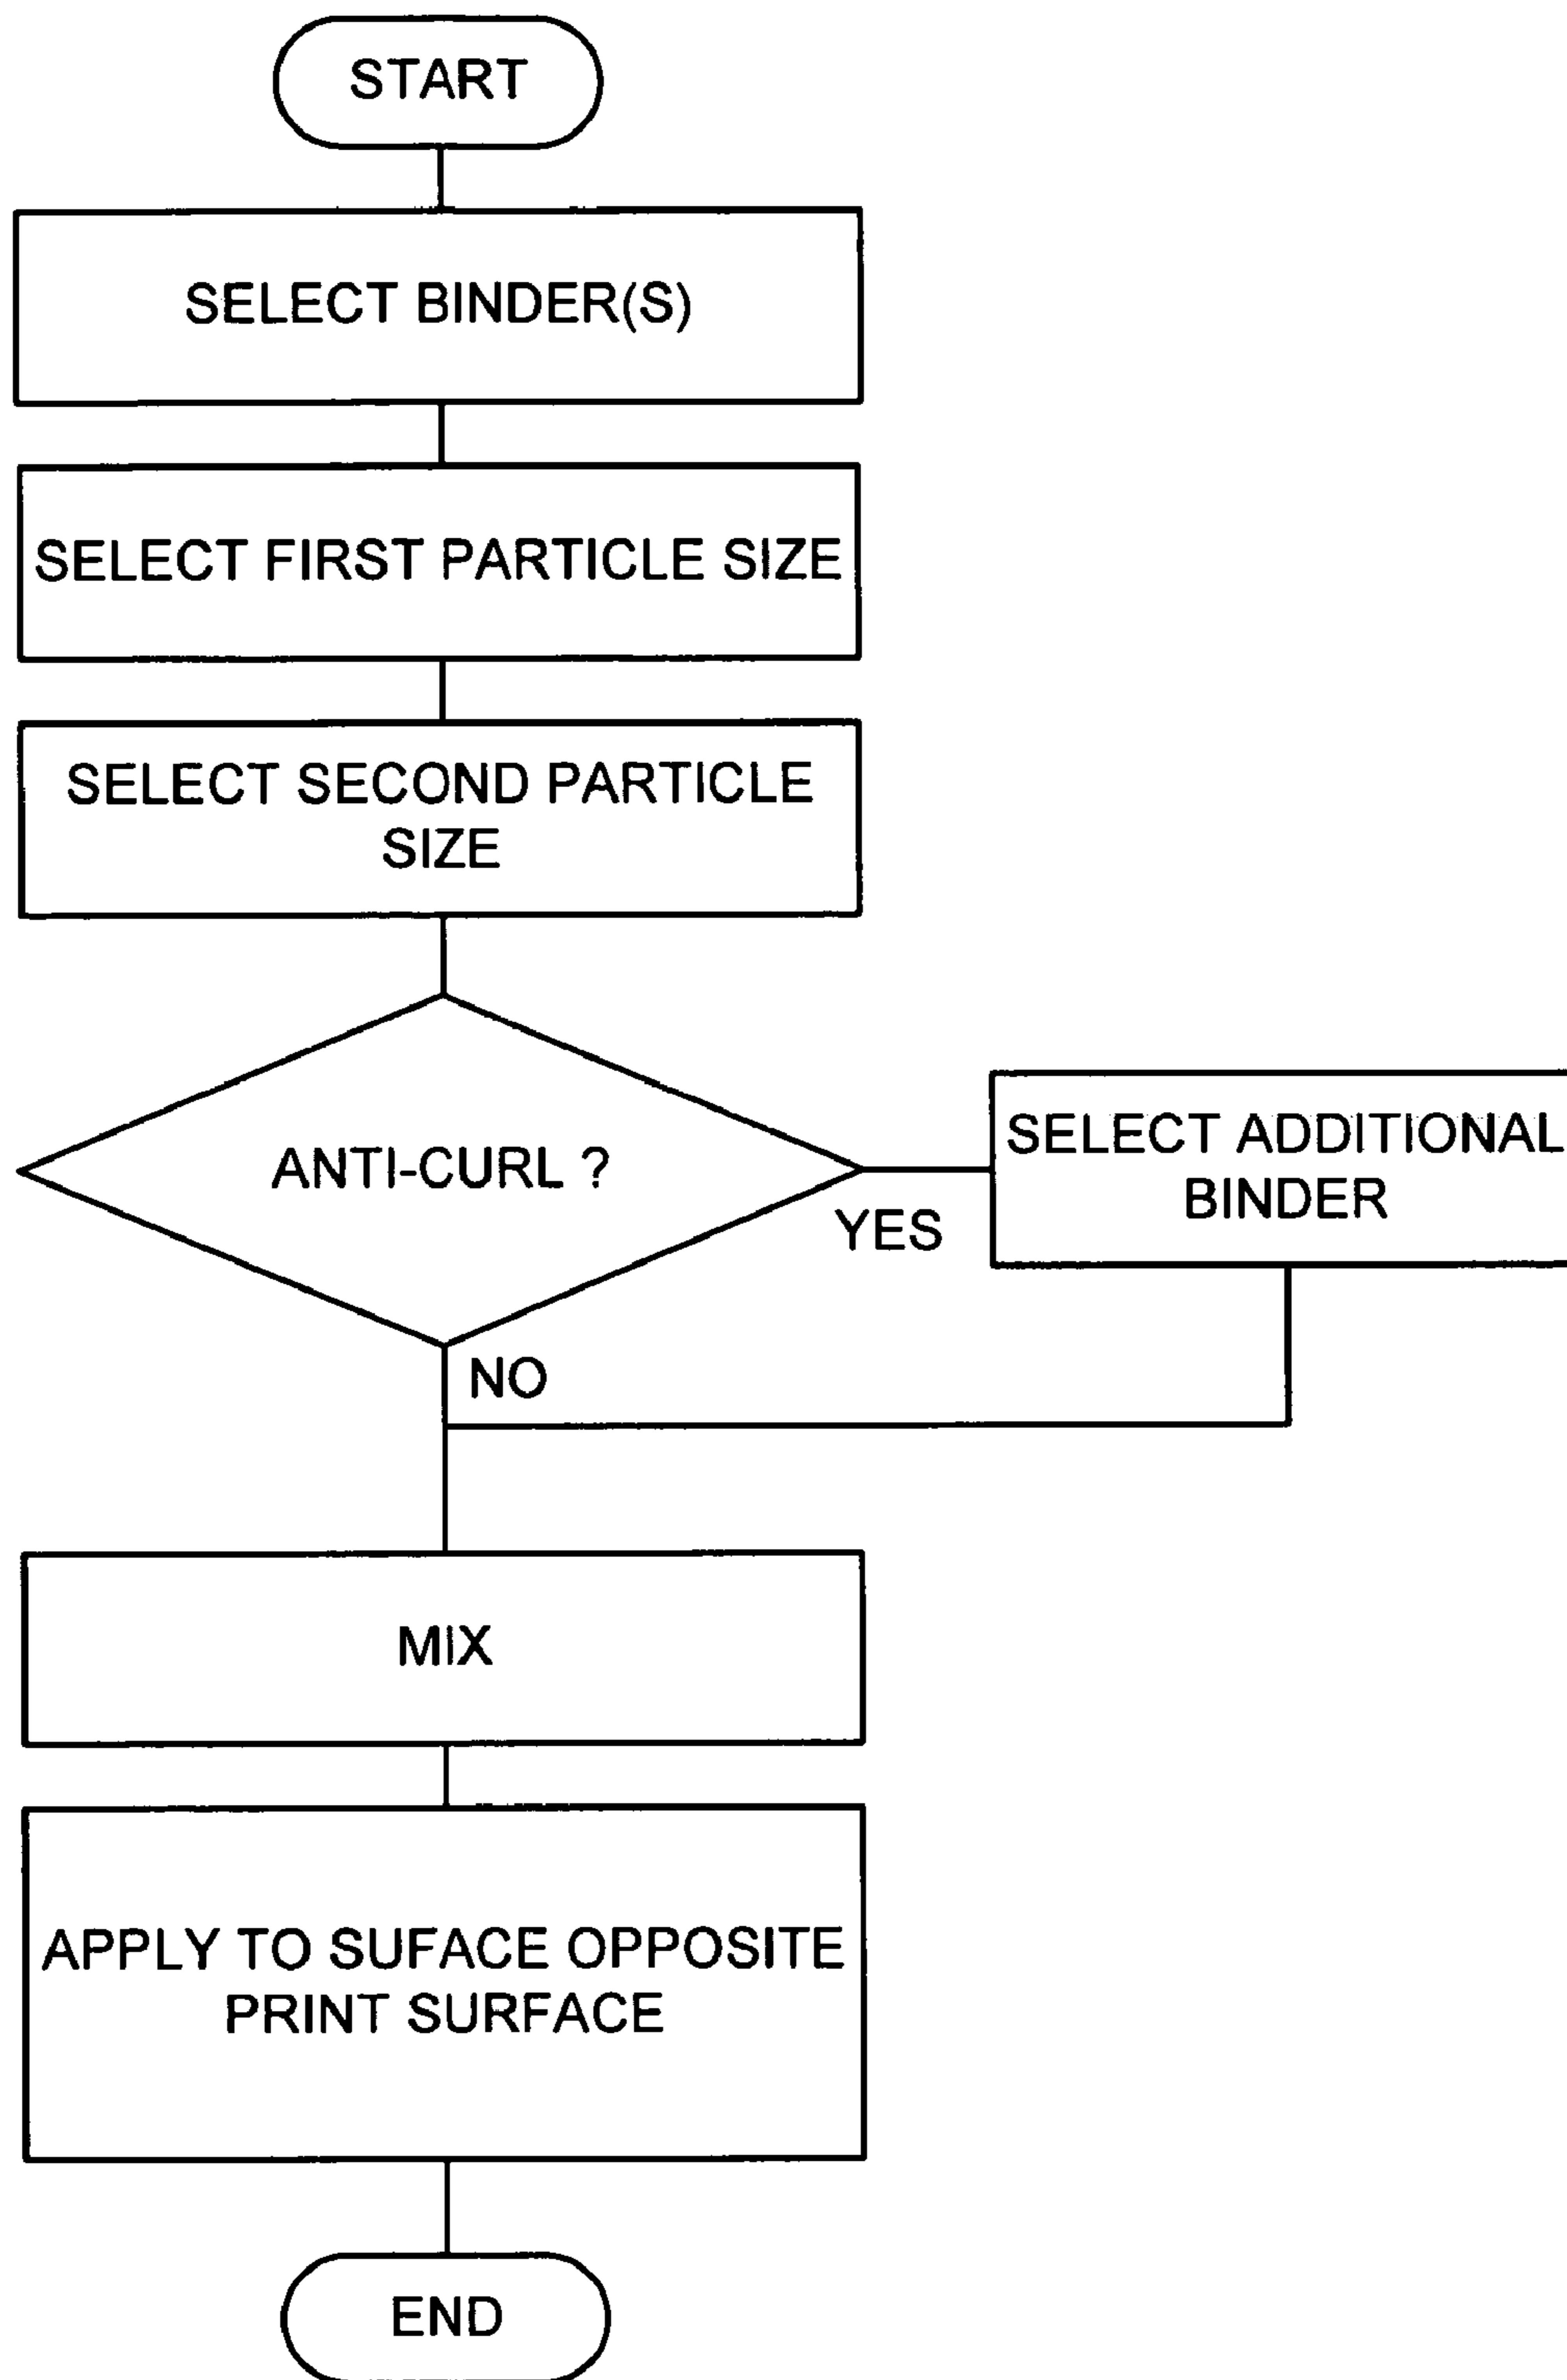 START
SELECT BINDER(S)
SELECT FIRST PARTICLE SIZE
SELECT SECOND PARTICLE
SIZE
ANTI-CURL ?
YES
SELECT ADDITIONAL
BINDER
NO
MIX
APPLY TO SUFACE OPPOSITE
PRINT SURFACE
END